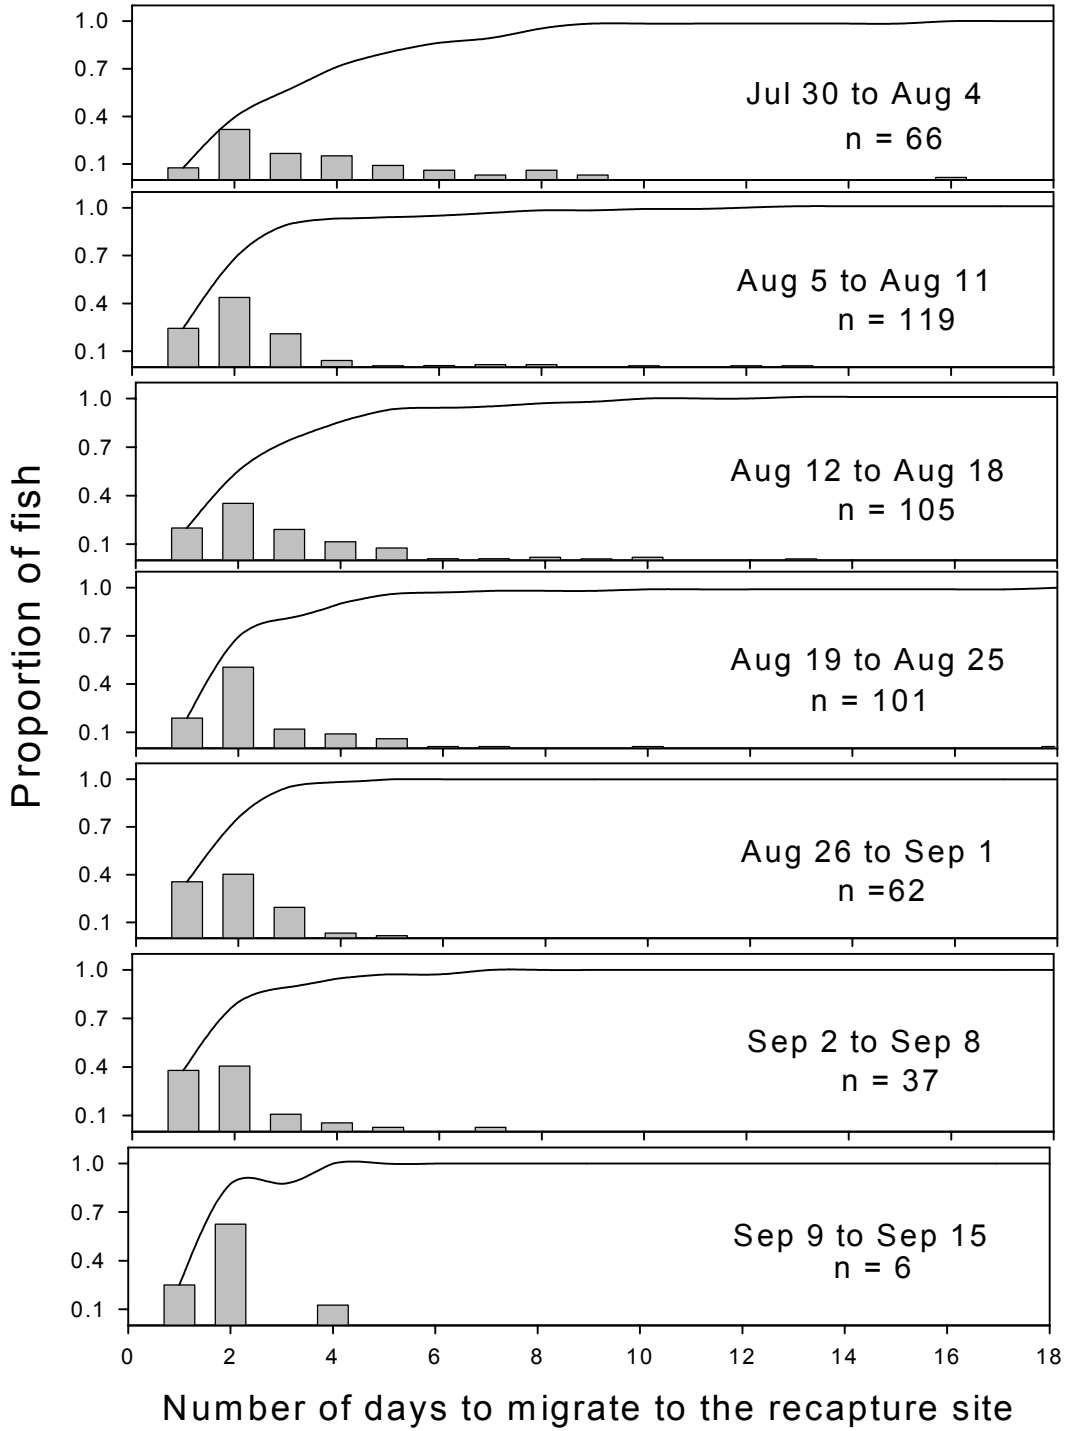 1.0
0.7
0.4
0.1
Jul 30 to Aug 4
n = 66
1.0
0.7
0.4
0.1
Aug 5 to Aug 11
n = 119
1.0
0.7
0.4
0.1
Aug 12 to Aug 18
n = 105
1.0
0.7
0.4
0.1
Aug 19 to Aug 25
n = 101
1.0
0.7
0.4
0.1
Aug 26 to Sep 1
n =62
1.0
0.7
0.4
0.1
Sep 2 to Sep 8
n = 37
1.0
0.7
0.4
0.1
Sep 9 to Sep 15
n = 6
Proportion of fish
0 2 4 6 8 10 12 14 16 18
Number of days to migrate to the recapture site